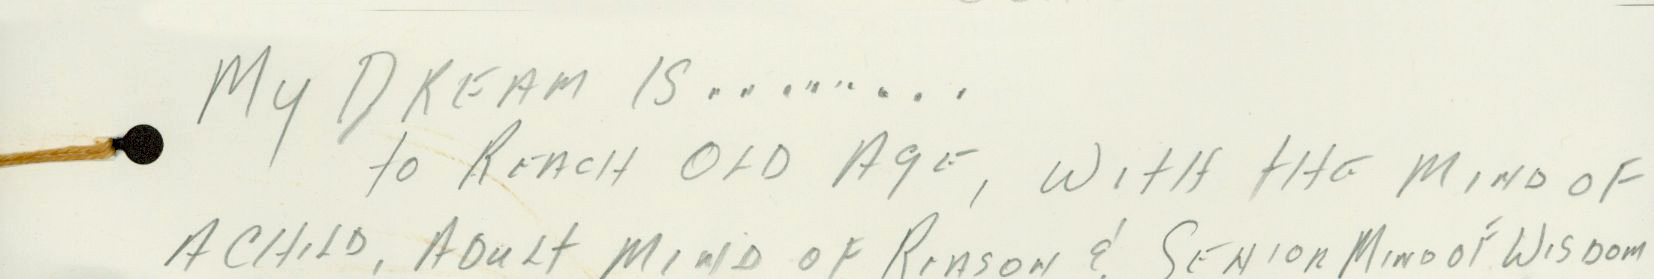 My DREAM IS.........
to REACH OLD AGE, WITH tHE MIND OF
A CHILD, ADULt MIND OF REASON & SENIOR MIND OF WISDOM